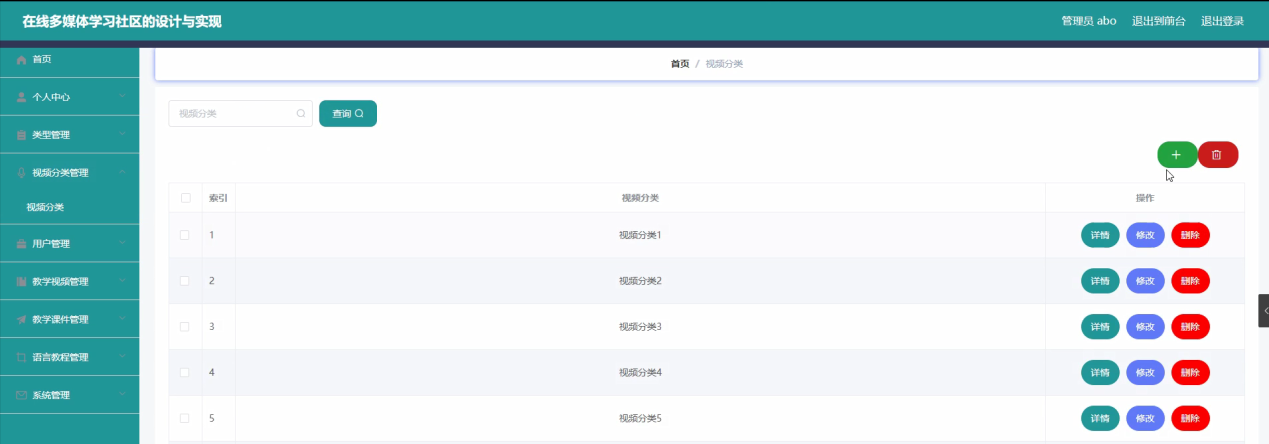 在线多媒体学习社区的设计与实现
管理员 abo 退出到前台 退出登录
首页
个人中心
类型管理
视频分类管理
视频分类
用户管理
教学视频管理
教学课件管理
语言教程管理
系统管理
首页 / 视频分类
视频分类 查询
索引 视频分类 操作
1 视频分类1 详情 修改 删除
2 视频分类2 详情 修改 删除
3 视频分类3 详情 修改 删除
4 视频分类4 详情 修改 删除
5 视频分类5 详情 修改 删除